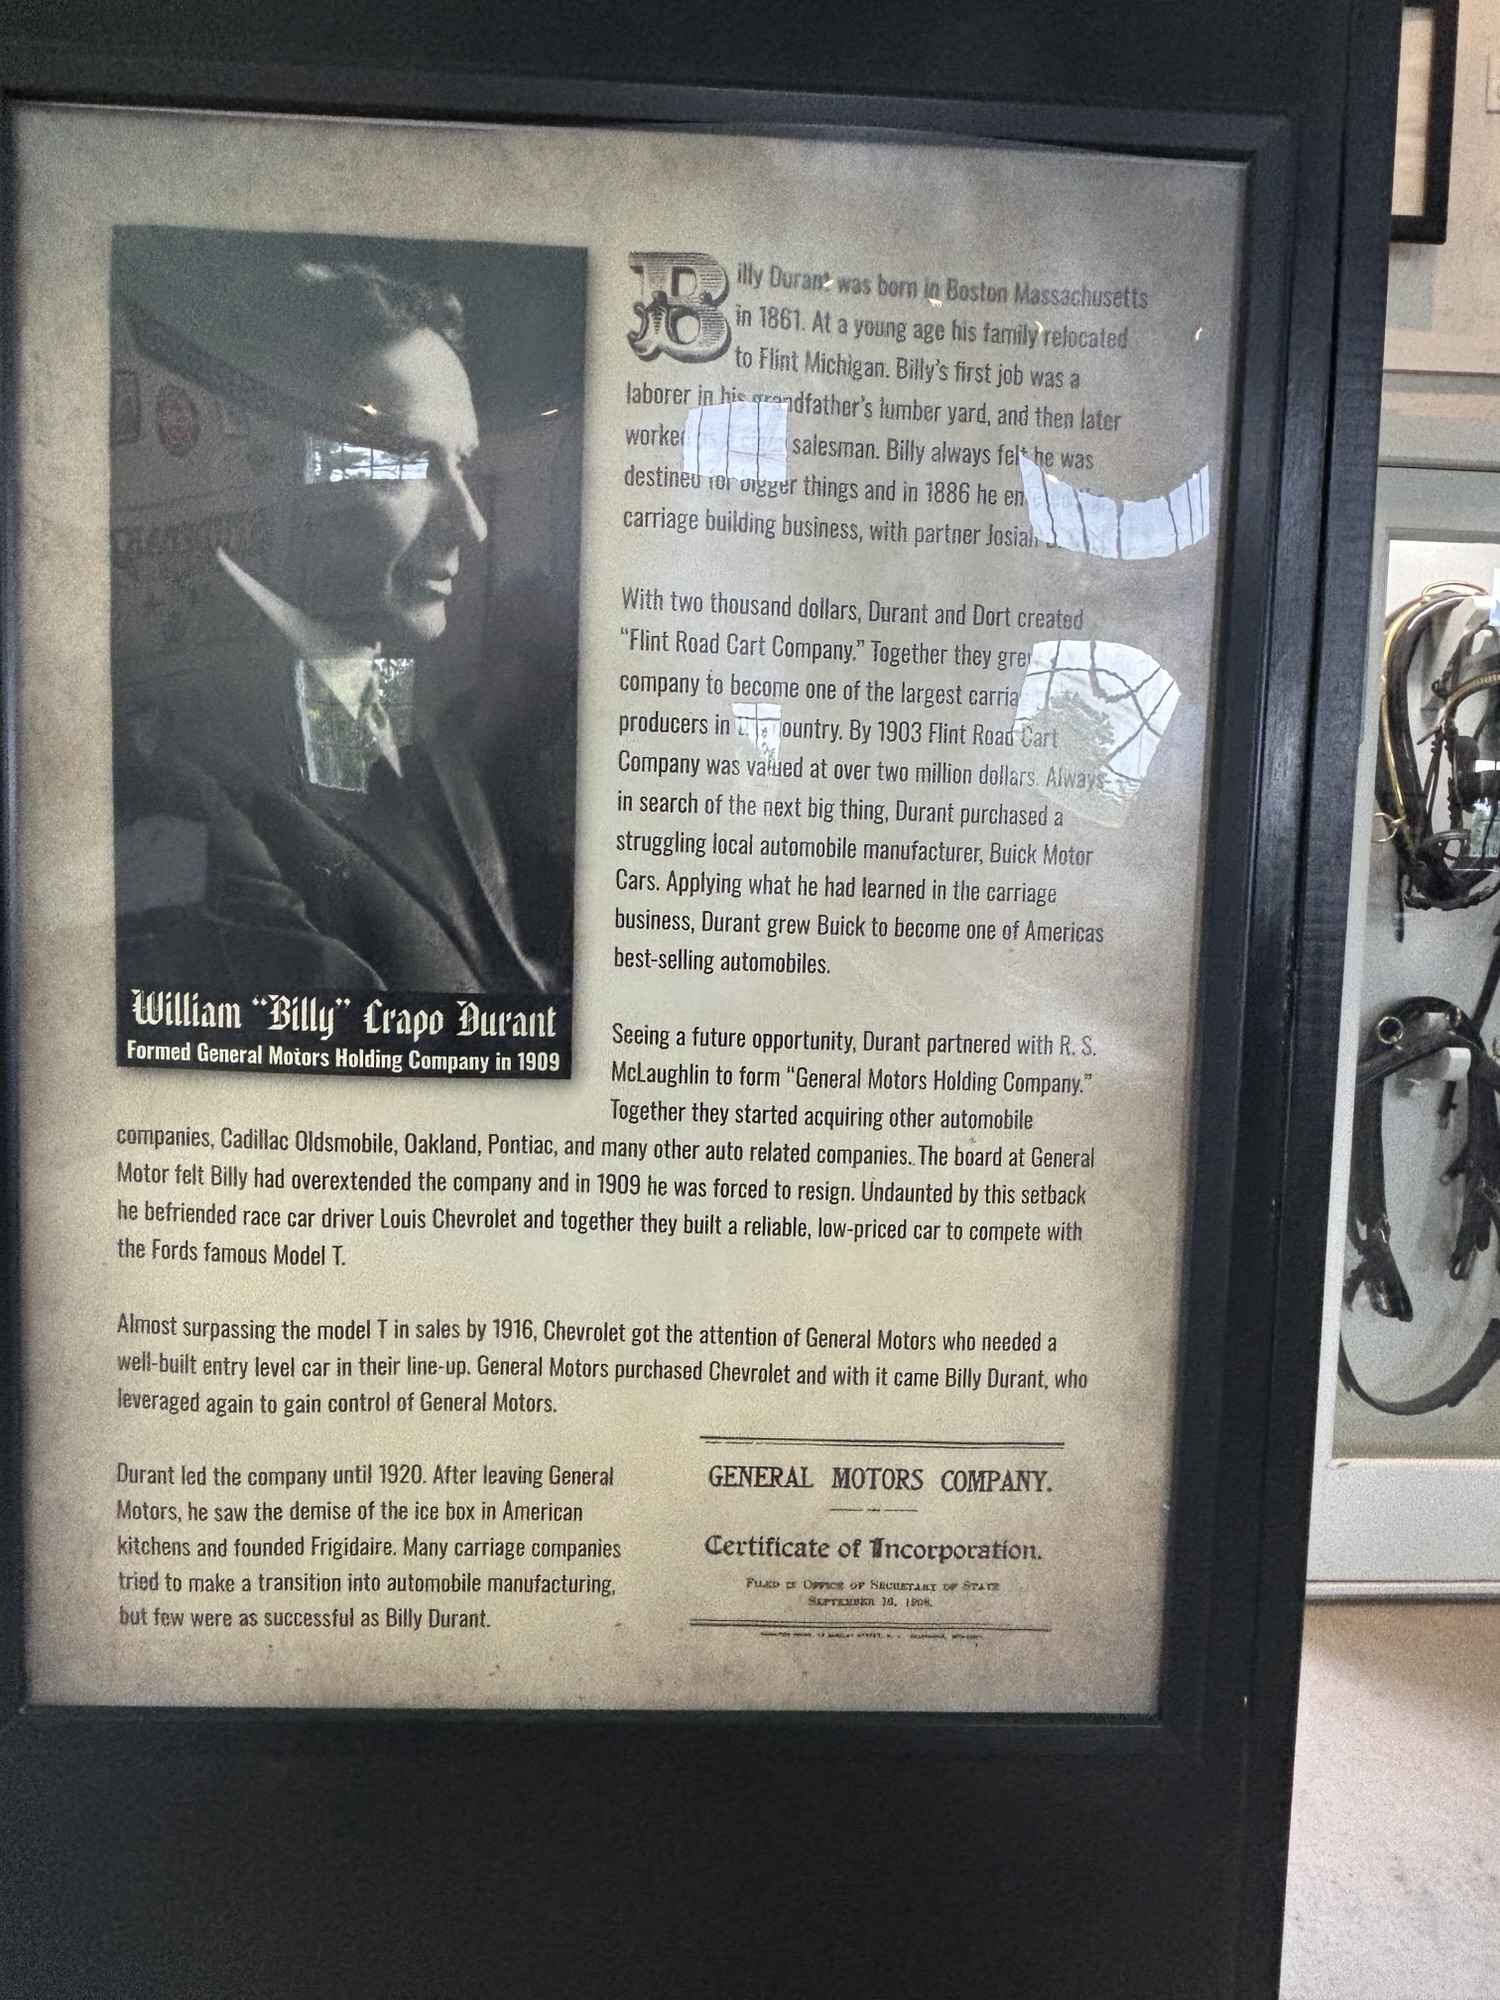 Billy Durant was born in Boston Massachusetts
in 1861. At a young age his family relocated
to Flint Michigan. Billy's first job was a
laborer in his grandfather's lumber yard, and then later
worked salesman. Billy always felt he was
destined for bigger things and in 1886 he
carriage building business, with partner Josiah
With two thousand dollars, Durant and Dort created
“Flint Road Cart Company.” Together they
company to become one of the largest
producers in country. By 1903 Flint Road Cart
Company was valued at over two million dollars. Always
in search of the next big thing, Durant purchased a
struggling local automobile manufacturer, Buick Motor
Cars. Applying what he had learned in the carriage
business, Durant grew Buick to become one of Americas
best-selling automobiles.
William “Billy” Crapo Durant
Formed General Motors Holding Company in 1909
Seeing a future opportunity, Durant partnered with R. S.
McLaughlin to form “General Motors Holding Company.”
Together they started acquiring other automobile
companies, Cadillac Oldsmobile, Oakland, Pontiac, and many other auto related companies. The board at General
Motor felt Billy had overextended the company and in 1909 he was forced to resign. Undaunted by this setback
he befriended race car driver Louis Chevrolet and together they built a reliable, low-priced car to compete with
the Fords famous Model T.
Almost surpassing the model T in sales by 1916, Chevrolet got the attention of General Motors who needed a
well-built entry level car in their line-up. General Motors purchased Chevrolet and with it came Billy Durant, who
leveraged again to gain control of General Motors.
Durant led the company until 1920. After leaving General
Motors, he saw the demise of the ice box in American
kitchens and founded Frigidaire. Many carriage companies
tried to make a transition into automobile manufacturing,
but few were as successful as Billy Durant.
GENERAL MOTORS COMPANY.
Certificate of Incorporation.
FILED IN OFFICE OF SECRETARY OF STATE
SEPTEMBER 16, 1908.